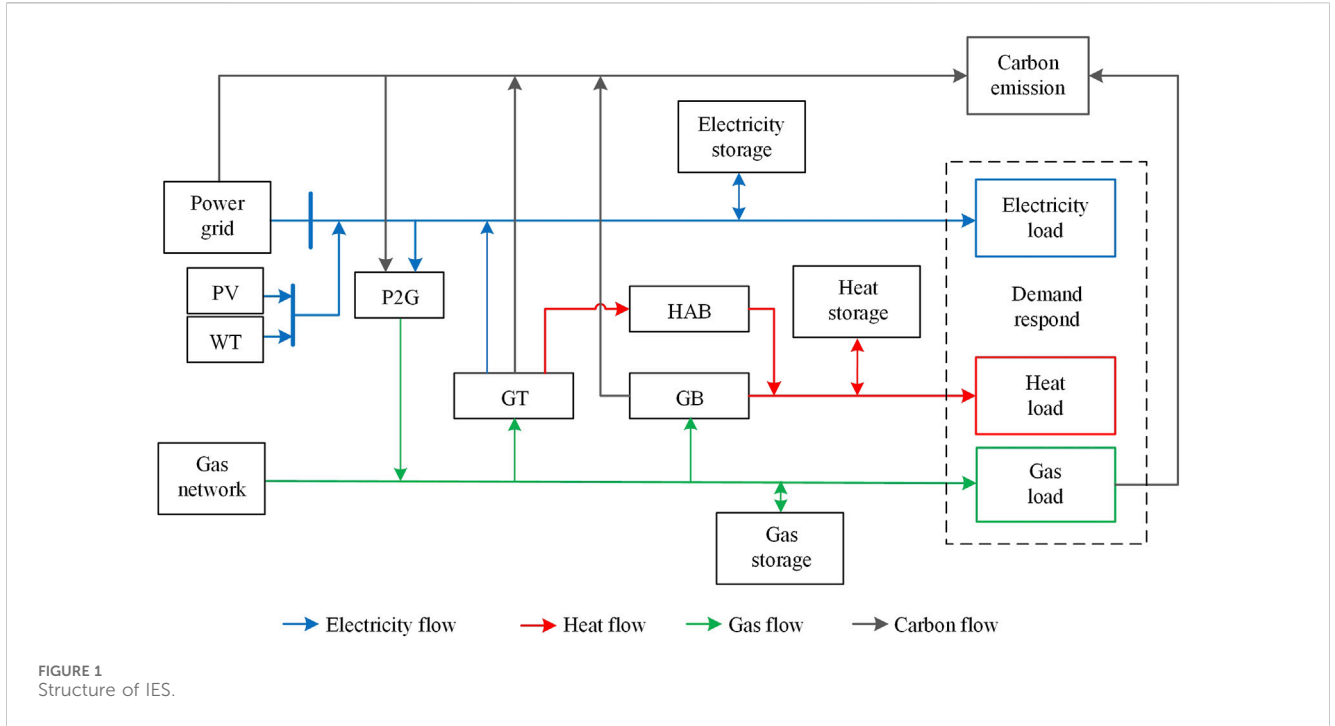 Carbon
emission
Electricity
storage
Power
grid
Electricity
load
PV
WT
P2G
HAB
Heat
storage
Demand
respond
GT
GB
Heat
load
Gas
network
Gas
load
Gas
storage
Electricity flow
Heat flow
Gas flow
Carbon flow
FIGURE 1
Structure of IES.